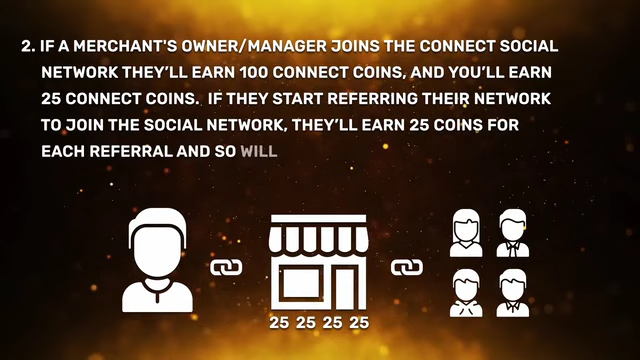 2. IF A MERCHANT'S OWNER/MANAGER JOINS THE CONNECT SOCIAL
NETWORK THEY'LL EARN 100 CONNECT COINS, AND YOU'LL EARN
25 CONNECT COINS. IF THEY START REFERRING THEIR NETWORK
TO JOIN THE SOCIAL NETWORK, THEY'LL EARN 25 COINS FOR
EACH REFERRAL AND SO WILL
25 25 25 25